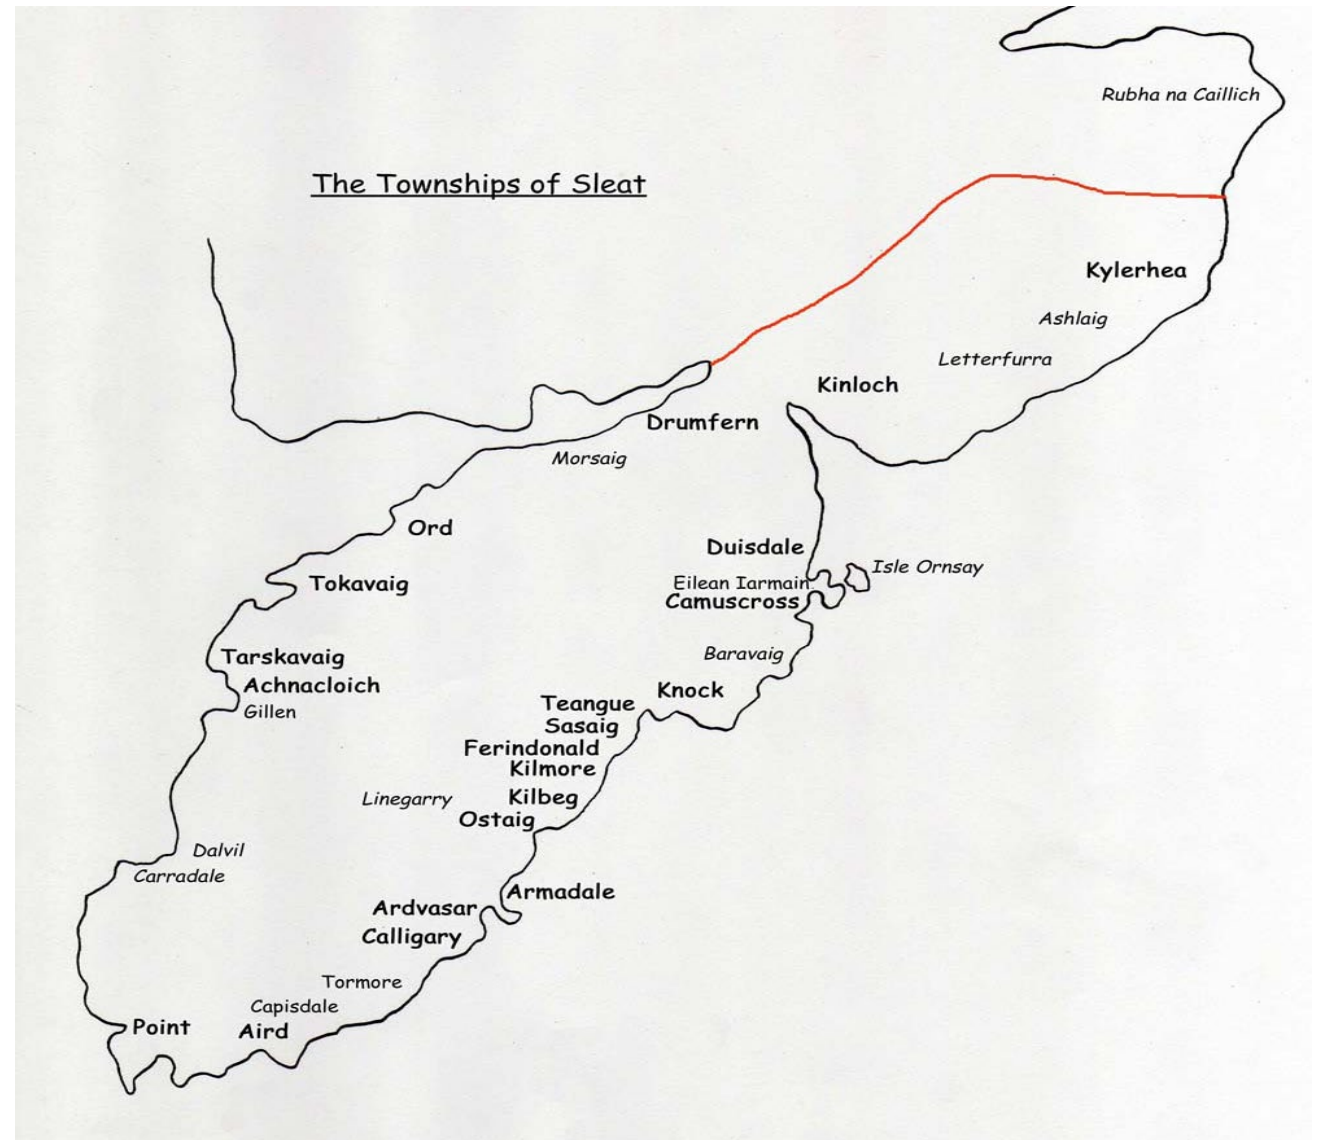 Rubha na Caillich
The Townships of Sleat
Kylerhea
Ashlaig
Letterfurra
Kinloch
Drumfern
Morsaig
Ord
Duisdale
Isle Ornsay
Eilean Iarmain
Tokavaig
Camuscross
Baravaig
Tarskavaig
Achnacloich
Knock
Gillen
Teangue
Sasaig
Ferindonald
Kilmore
Linegarry
Kilbeg
Ostaig
Dalvil
Carradale
Armadale
Ardvasar
Calligary
Tormore
Capisdale
Point
Aird